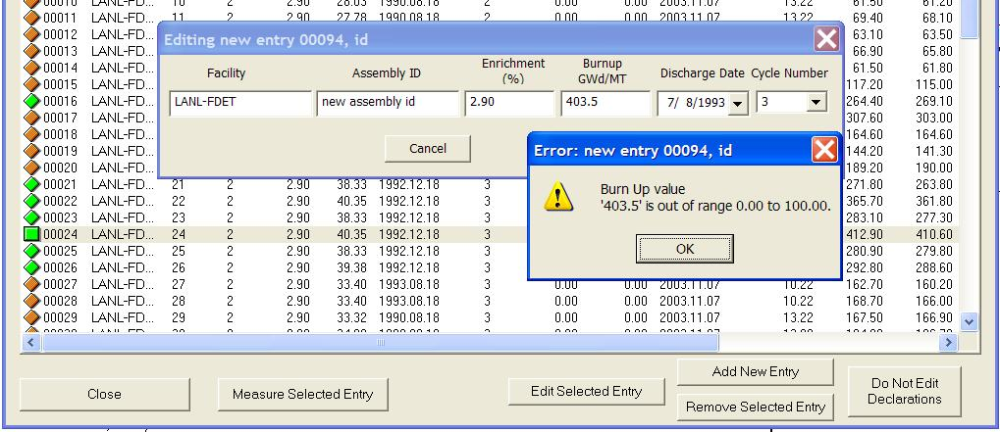 LANL-FD... 10 2 2.90 28.03 1990.08.18 2 0.00 0.00 2003.11.07 13.22 61.50 61.20
00011 LANL-FD... 11 2 2.90 27.78 1990.08.18 2 0.00 0.00 2003.11.07 13.22 69.40 68.10
00012 LANL-FD... 63.10 63.50
00013 LANL-FD... 66.90 65.80
00014 LANL-FD... 61.50 61.80
00015 LANL-FD... 117.20 115.00
00016 LANL-FD... 264.40 269.10
00017 LANL-FD... 307.60 303.00
00018 LANL-FD... 164.60 164.60
00019 LANL-FD... 144.20 141.30
00020 LANL-FD... 189.20 190.00
00021 LANL-FD... 21 2 2.90 38.33 1992.12.18 3 271.80 263.80
00022 LANL-FD... 22 2 2.90 40.35 1992.12.18 3 365.70 361.80
00023 LANL-FD... 23 2 2.90 38.33 1992.12.18 3 283.10 277.30
00024 LANL-FD... 24 2 2.90 40.35 1992.12.18 3 412.90 410.60
00025 LANL-FD... 25 2 2.90 38.33 1992.12.18 3 280.90 279.80
00026 LANL-FD... 26 2 2.90 39.38 1992.12.18 3 292.80 288.60
00027 LANL-FD... 27 2 2.90 33.40 1993.08.18 3 0.00 0.00 2003.11.07 10.22 162.70 160.20
00028 LANL-FD... 28 2 2.90 33.40 1993.08.18 3 0.00 0.00 2003.11.07 10.22 168.70 166.00
00029 LANL-FD... 29 2 2.90 33.32 1990.08.18 3 0.00 0.00 2003.11.07 13.22 167.50 166.90
Editing new entry 00094, id
Facility
Assembly ID
Enrichment
(%)
Burnup
GWd/MT
Discharge Date
Cycle Number
LANL-FDET
new assembly id
2.90
403.5
7/ 8/1993
3
Cancel
Error: new entry 00094, id
Burn Up value
'403.5' is out of range 0.00 to 100.00.
OK
Close
Measure Selected Entry
Edit Selected Entry
Add New Entry
Remove Selected Entry
Do Not Edit
Declarations